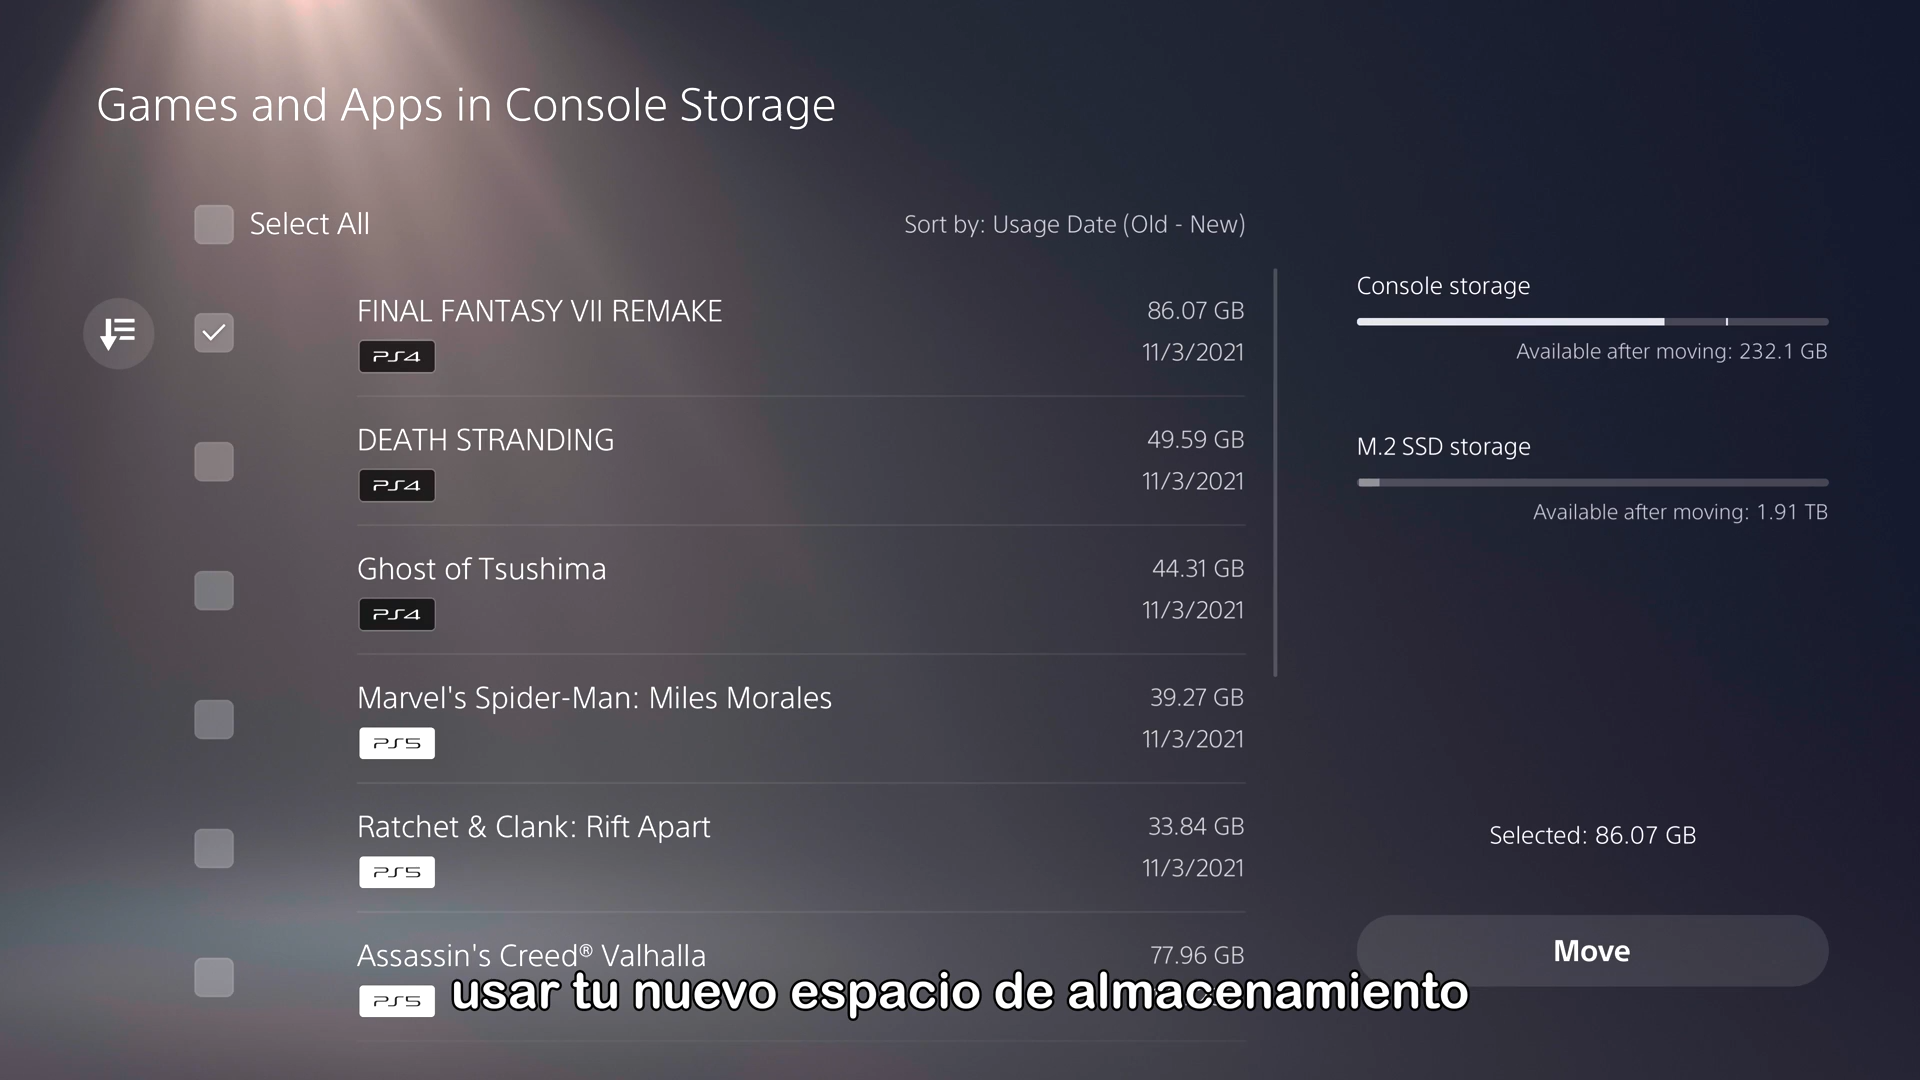 Games and Apps in Console Storage
Select All
Sort by: Usage Date (Old - New)
FINAL FANTASY VII REMAKE
86.07 GB
PS4
11/3/2021
DEATH STRANDING
49.59 GB
PS4
11/3/2021
Ghost of Tsushima
44.31 GB
PS4
11/3/2021
Marvel's Spider-Man: Miles Morales
39.27 GB
PS5
11/3/2021
Ratchet & Clank: Rift Apart
33.84 GB
PS5
11/3/2021
Assassin's Creed® Valhalla
77.96 GB
PS5
usar tu nuevo espacio de almacenamiento
Console storage
Available after moving: 232.1 GB
M.2 SSD storage
Available after moving: 1.91 TB
Selected: 86.07 GB
Move